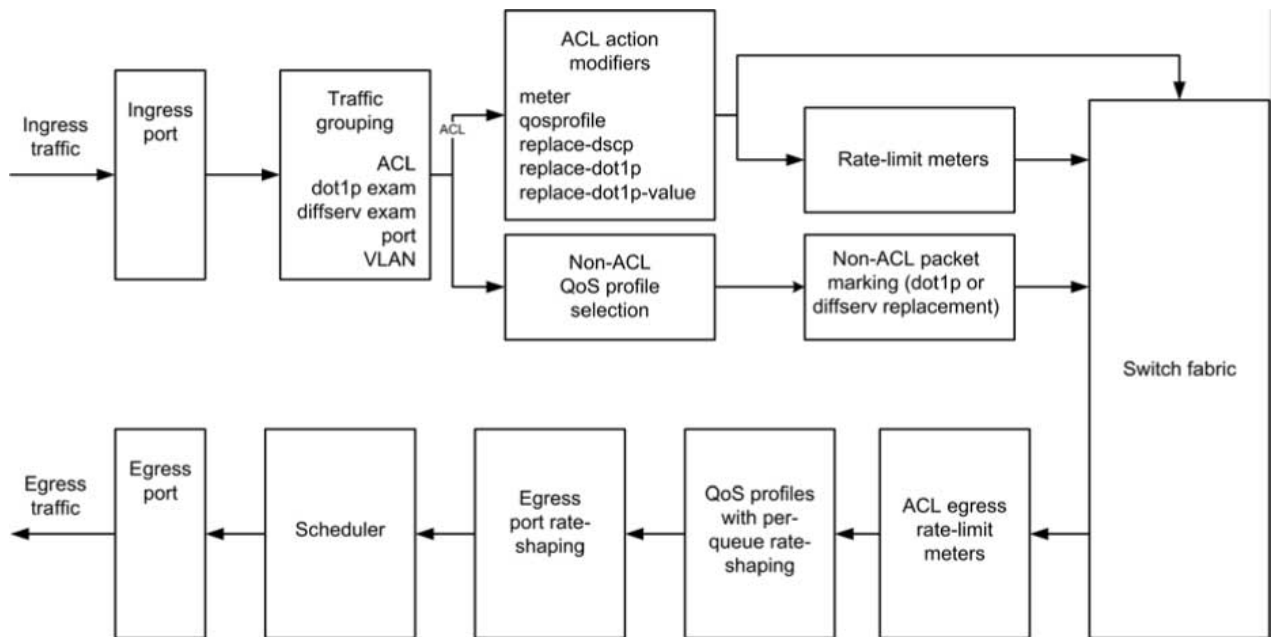 Ingress
traffic
Ingress
port
Traffic
grouping
ACL
dot1p exam
diffserv exam
port
VLAN
ACL
ACL action
modifiers
meter
qosprofile
replace-dscp
replace-dot1p
replace-dot1p-value
Rate-limit meters
Non-ACL
QoS profile
selection
Non-ACL packet
marking (dot1p or
diffserv replacement)
Switch fabric
Egress
traffic
Egress
port
Scheduler
Egress
port rate-
shaping
QoS profiles
with per-
queue rate-
shaping
ACL egress
rate-limit
meters